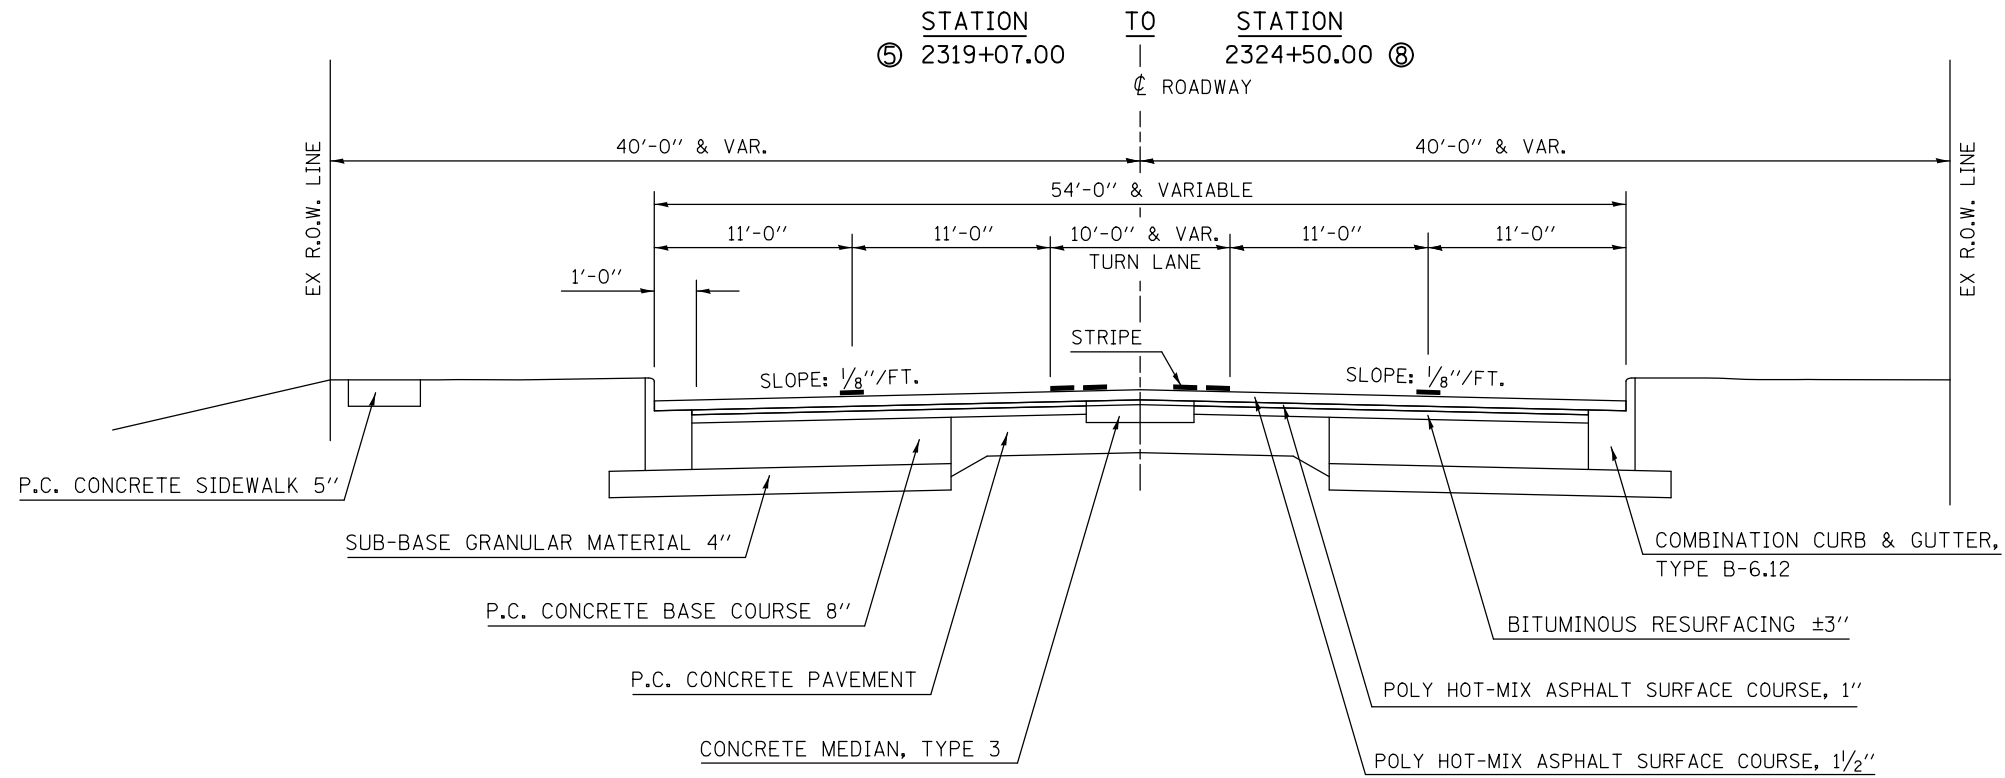 STATION TO STATION
⑤ 2319+07.00 2324+50.00 ⑧
℄ ROADWAY
EX R.O.W. LINE
40'-0" & VAR.
40'-0" & VAR.
EX R.O.W. LINE
54'-0" & VARIABLE
11'-0"
11'-0"
10'-0" & VAR.
11'-0"
11'-0"
TURN LANE
1'-0"
STRIPE
SLOPE: 1/8"/FT.
SLOPE: 1/8"/FT.
P.C. CONCRETE SIDEWALK 5"
SUB-BASE GRANULAR MATERIAL 4"
COMBINATION CURB & GUTTER,
TYPE B-6.12
P.C. CONCRETE BASE COURSE 8"
BITUMINOUS RESURFACING ±3"
P.C. CONCRETE PAVEMENT
POLY HOT-MIX ASPHALT SURFACE COURSE, 1"
CONCRETE MEDIAN, TYPE 3
POLY HOT-MIX ASPHALT SURFACE COURSE, 1 1/2"